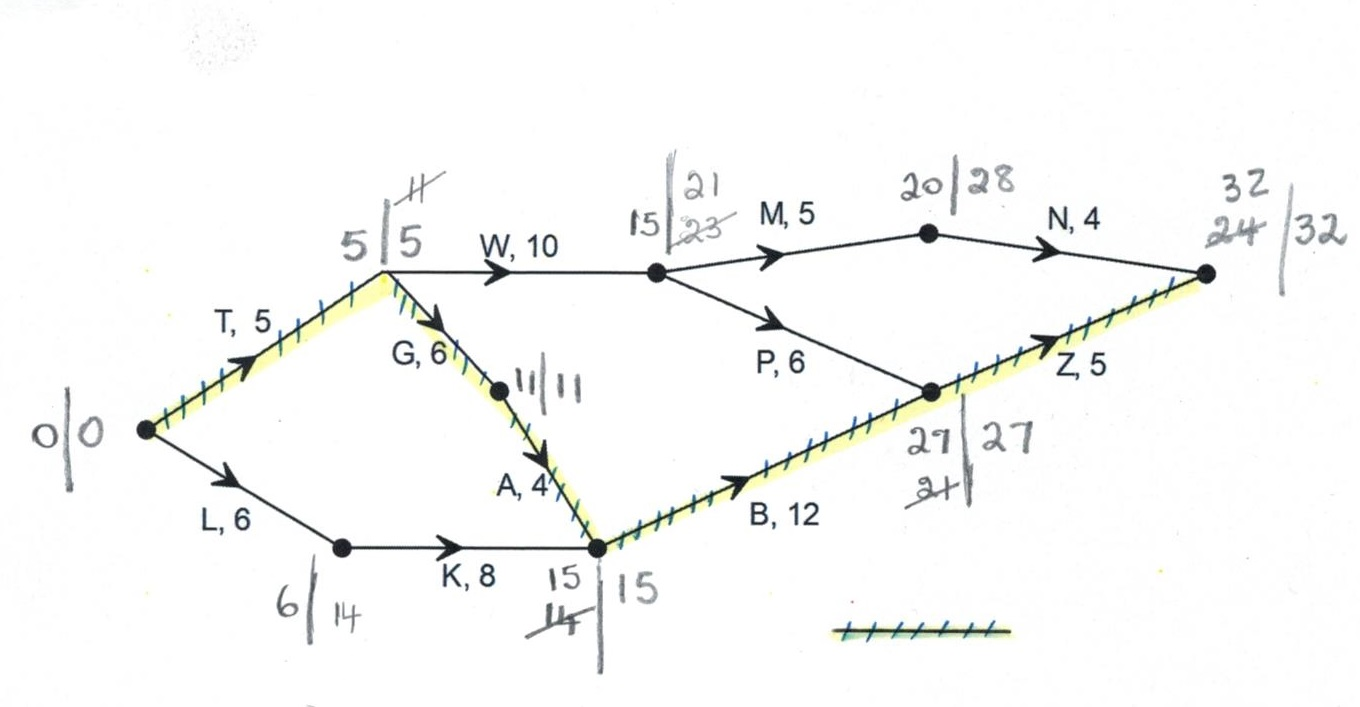 32
20|28
21
N, 4
M, 5
15|23
24|32
11
5|5
W, 10
T, 5
P, 6
G, 6
Z, 5
11|11
0|0
27|27
A, 4
21
L, 6
B, 12
K, 8
15|15
6|14
14